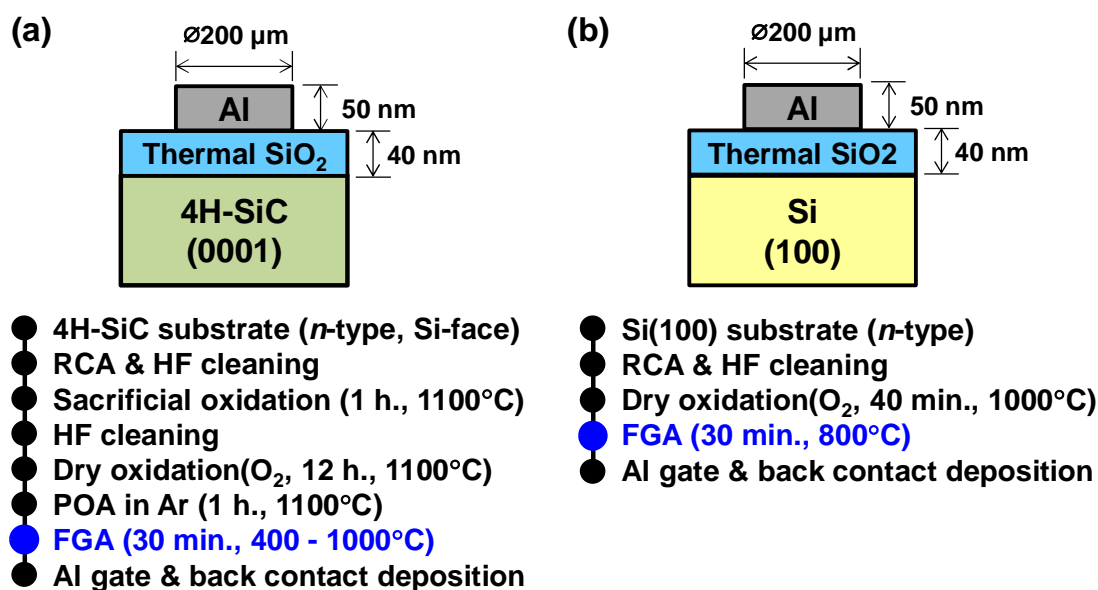 (a)
Ø200 µm
Al
50 nm
Thermal SiO₂
40 nm
4H-SiC
(0001)
4H-SiC substrate (n-type, Si-face)
RCA & HF cleaning
Sacrificial oxidation (1 h., 1100°C)
HF cleaning
Dry oxidation(O₂, 12 h., 1100°C)
POA in Ar (1 h., 1100°C)
FGA (30 min., 400 - 1000°C)
Al gate & back contact deposition
(b)
Ø200 µm
Al
50 nm
Thermal SiO2
40 nm
Si
(100)
Si(100) substrate (n-type)
RCA & HF cleaning
Dry oxidation(O₂, 40 min., 1000°C)
FGA (30 min., 800°C)
Al gate & back contact deposition